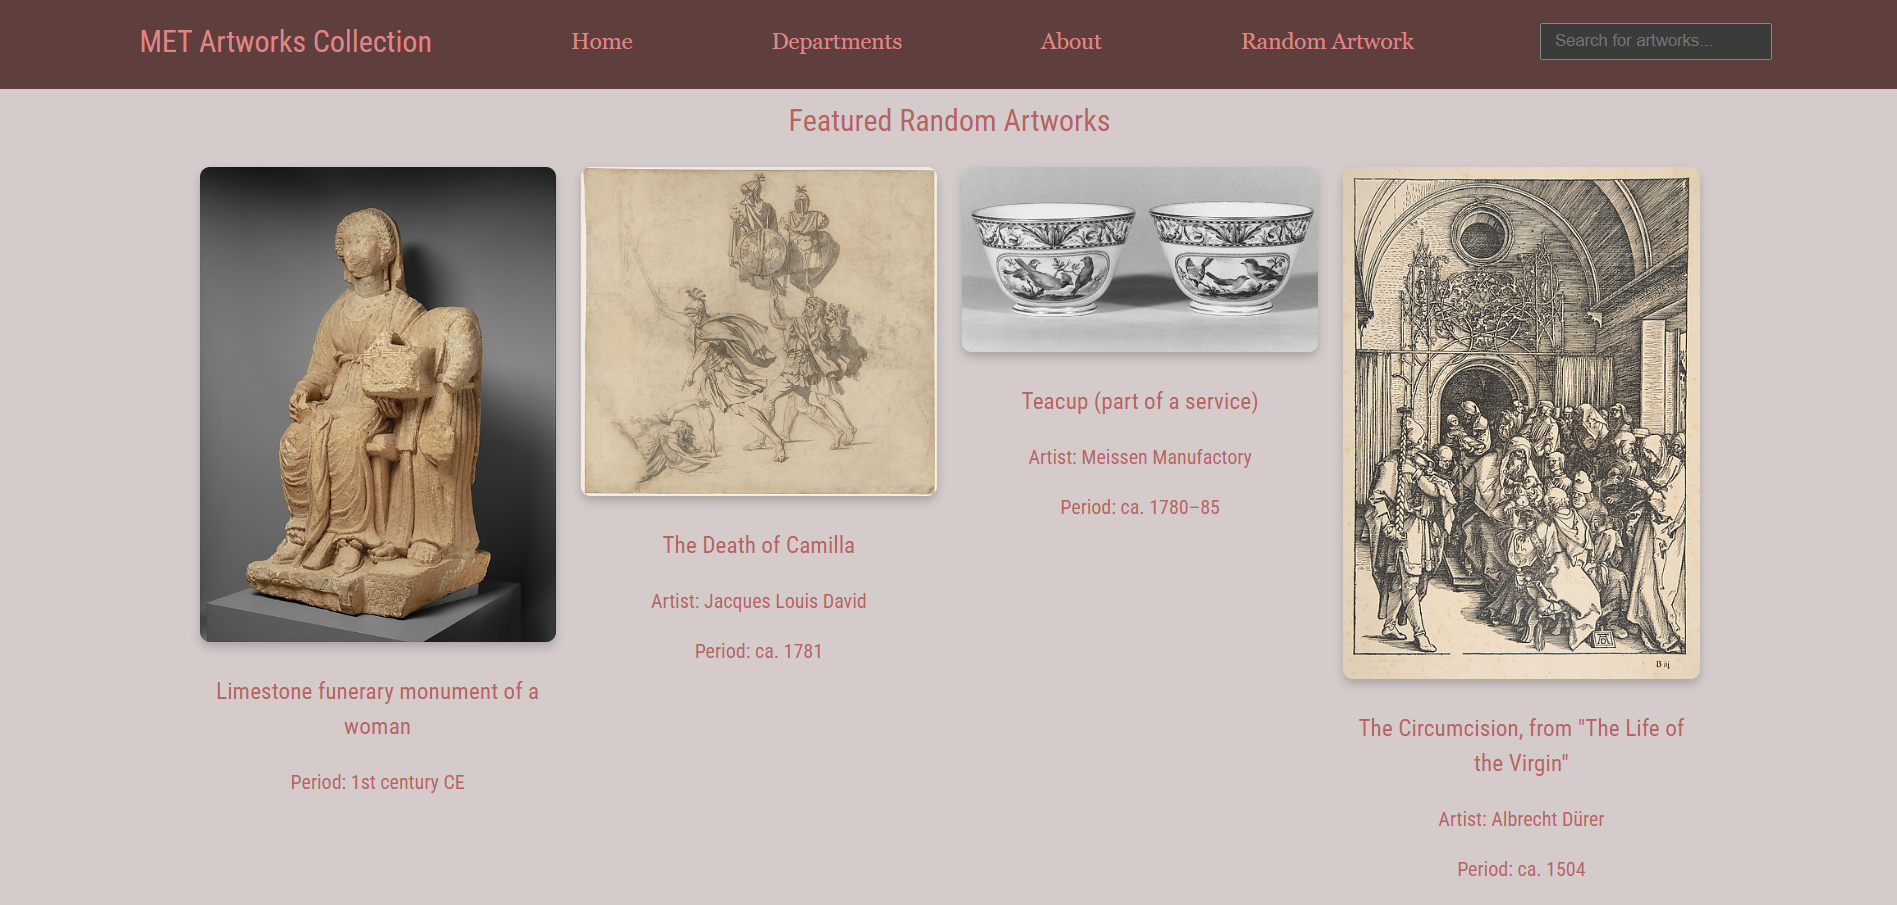 MET Artworks Collection
Home
Departments
About
Random Artwork
Search for artworks...
Featured Random Artworks
Limestone funerary monument of a
woman
Period: 1st century CE
The Death of Camilla
Artist: Jacques Louis David
Period: ca. 1781
Teacup (part of a service)
Artist: Meissen Manufactory
Period: ca. 1780–85
The Circumcision, from "The Life of
the Virgin"
Artist: Albrecht Dürer
Period: ca. 1504